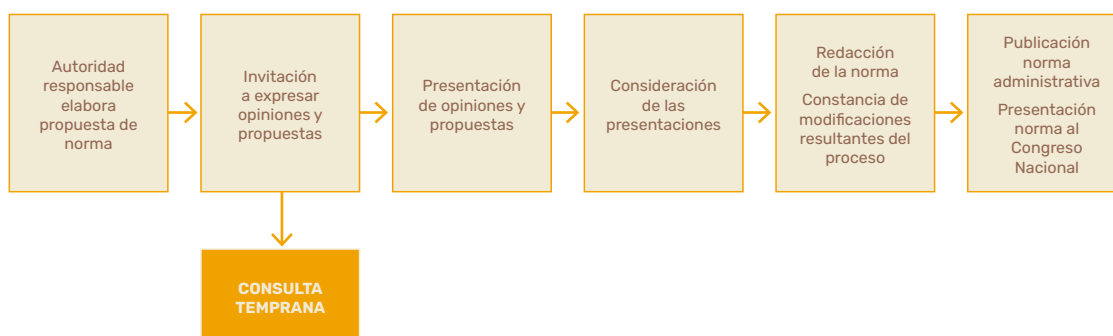 Autoridad
responsable
elabora
propuesta de
norma
Invitación
a expresar
opiniones y
propuestas
Presentación
de opiniones y
propuestas
Consideración
de las
presentaciones
Redacción
de la norma
Constancia de
modificaciones
resultantes del
proceso
Publicación
norma
administrativa
Presentación
norma al
Congreso
Nacional
CONSULTA
TEMPRANA